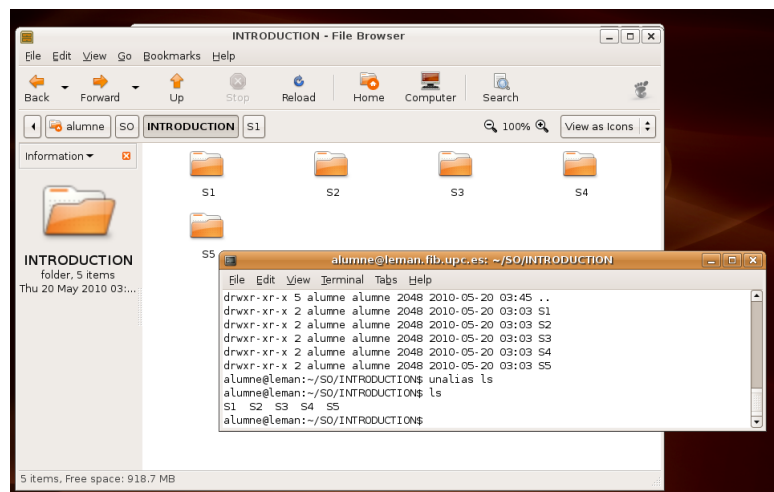 INTRODUCTION - File Browser
File Edit View Go Bookmarks Help
Back Forward Up Stop Reload Home Computer Search
alumne SO INTRODUCTION S1 100% View as Icons
Information
S1 S2 S3 S4
S5
INTRODUCTION
folder, 5 items
Thu 20 May 2010 03:...
alumne@leman.fib.upc.es: ~/SO/INTRODUCTION
File Edit View Terminal Tabs Help
drwxr-xr-x 5 alumne alumne 2048 2010-05-20 03:45 ..
drwxr-xr-x 2 alumne alumne 2048 2010-05-20 03:03 S1
drwxr-xr-x 2 alumne alumne 2048 2010-05-20 03:03 S2
drwxr-xr-x 2 alumne alumne 2048 2010-05-20 03:03 S3
drwxr-xr-x 2 alumne alumne 2048 2010-05-20 03:03 S4
drwxr-xr-x 2 alumne alumne 2048 2010-05-20 03:03 S5
alumne@leman:~/SO/INTRODUCTION$ unalias ls
alumne@leman:~/SO/INTRODUCTION$ ls
S1 S2 S3 S4 S5
alumne@leman:~/SO/INTRODUCTION$
5 items, Free space: 918.7 MB